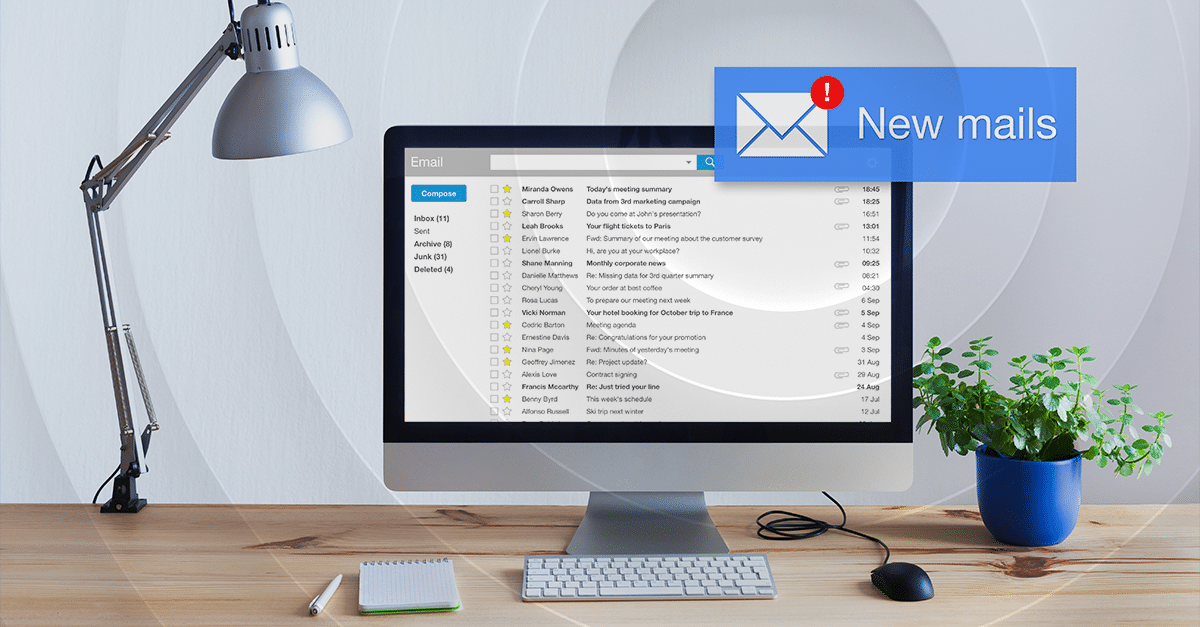 New mails
Email
Compose
Inbox (11)
Sent
Archive (8)
Junk (31)
Deleted (4)
Miranda Owens Today's meeting summary 18:45
Carroll Sharp Data from 3rd marketing campaign 18:25
Sharon Berry Do you come at John's presentation? 16:51
Leah Brooks Your flight tickets to Paris 13:01
Ervin Lawrence Fwd: Summary of our meeting about the customer survey 11:54
Lionel Burke Hi, are you at your workplace? 10:32
Shane Manning Monthly corporate news 09:25
Danielle Matthews Re: Missing data for 3rd quarter summary 08:21
Cheryl Young Your order at best coffee 04:30
Rosa Lucas To prepare our meeting next week 6 Sep
Vicki Norman Your hotel booking for October trip to France 5 Sep
Cedric Barton Meeting agenda 4 Sep
Ernestine Davis Re: Congratulations for your promotion 4 Sep
Nina Page Fwd: Minutes of yesterday's meeting 3 Sep
Geoffrey Jimenez Re: Project update? 31 Aug
Alexis Love Contract signing 29 Aug
Francis Mccarthy Re: Just tried your line 24 Aug
Benny Byrd This week's schedule 17 Jul
Alfonso Russell Ski trip next winter 12 Jul